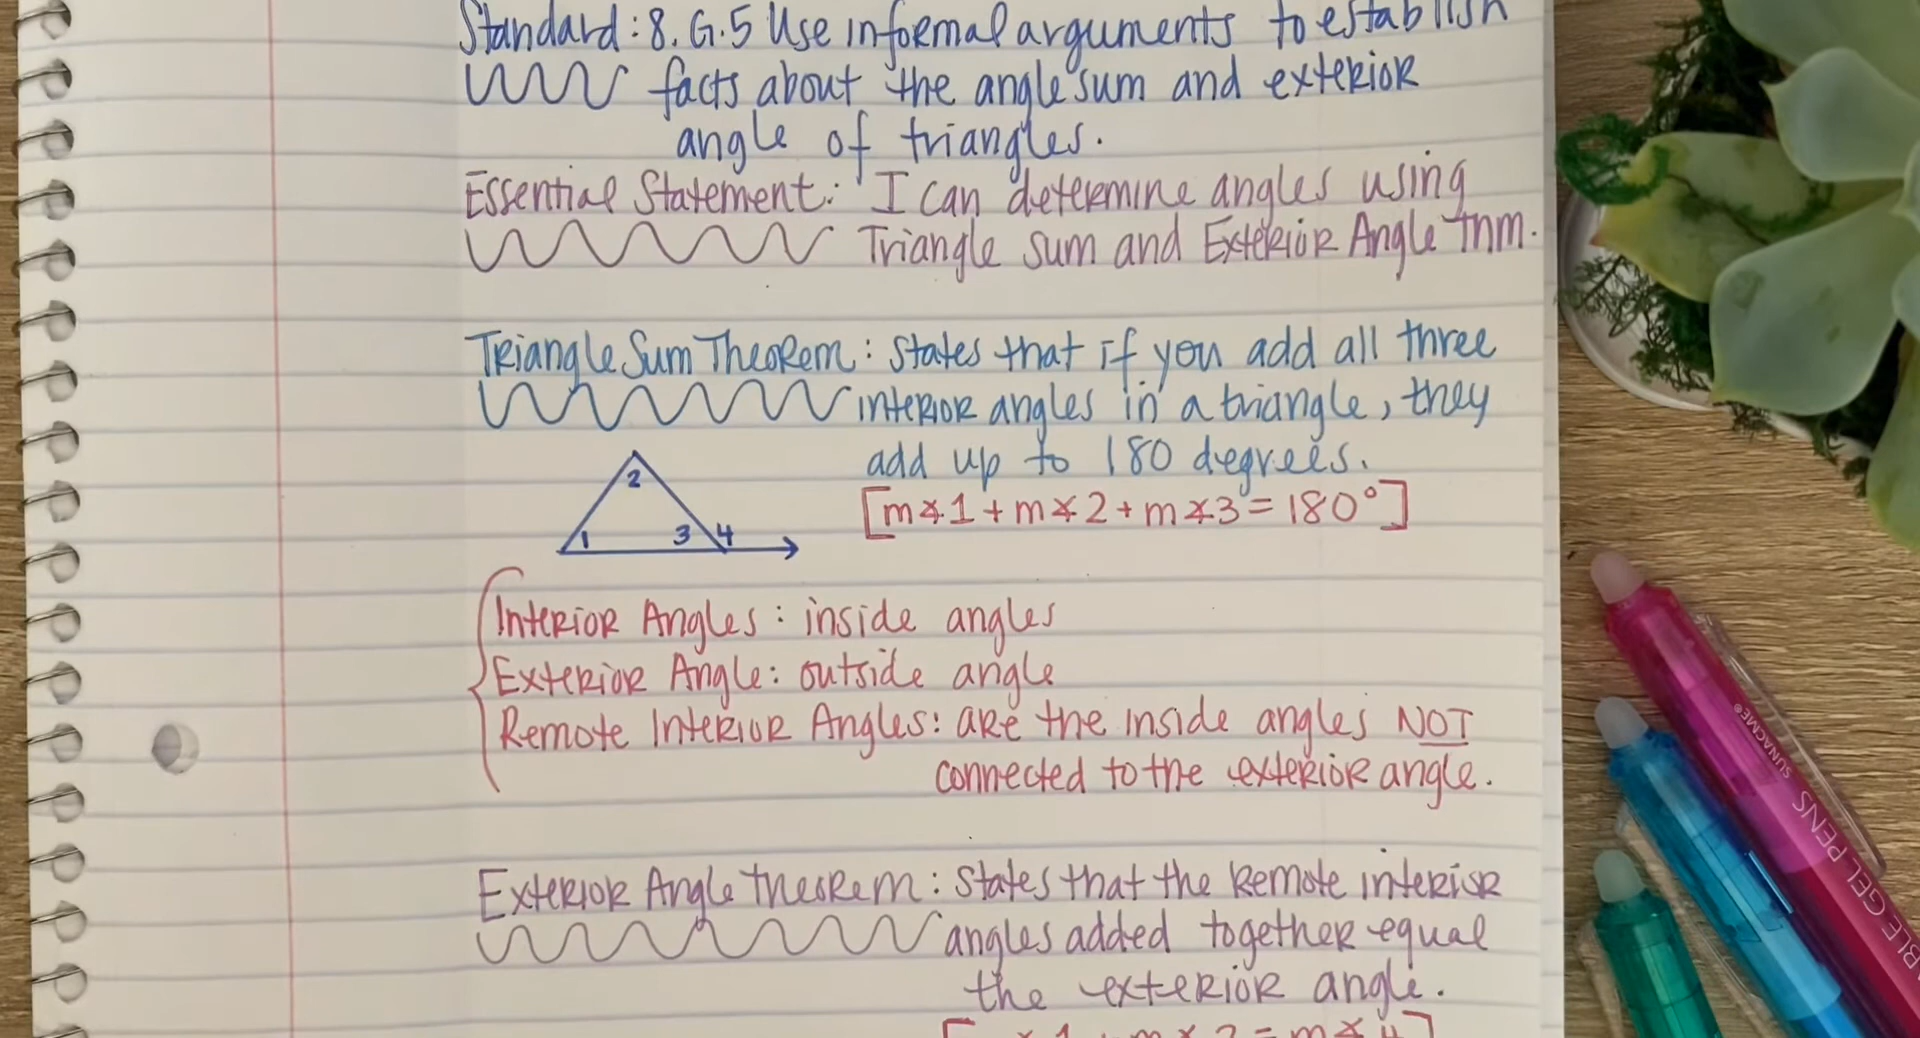 Standard: 8.G.5 Use informal arguments to establish
facts about the angle sum and exterior
angle of triangles.
Essential Statement: I can determine angles using
Triangle sum and Exterior Angle Thm.
Triangle Sum Theorem: States that if you add all three
interior angles in a triangle, they
add up to 180 degrees.
[m∡1 + m∡2 + m∡3 = 180°]
2
1 3 4
Interior Angles: inside angles
Exterior Angle: outside angle
Remote Interior Angles: are the inside angles NOT
connected to the exterior angle.
Exterior Angle Theorem: States that the remote interior
angles added together equal
the exterior angle.
[m∡1 + m∡2 = m∡4]
SUNACME®
BLE GEL PENS